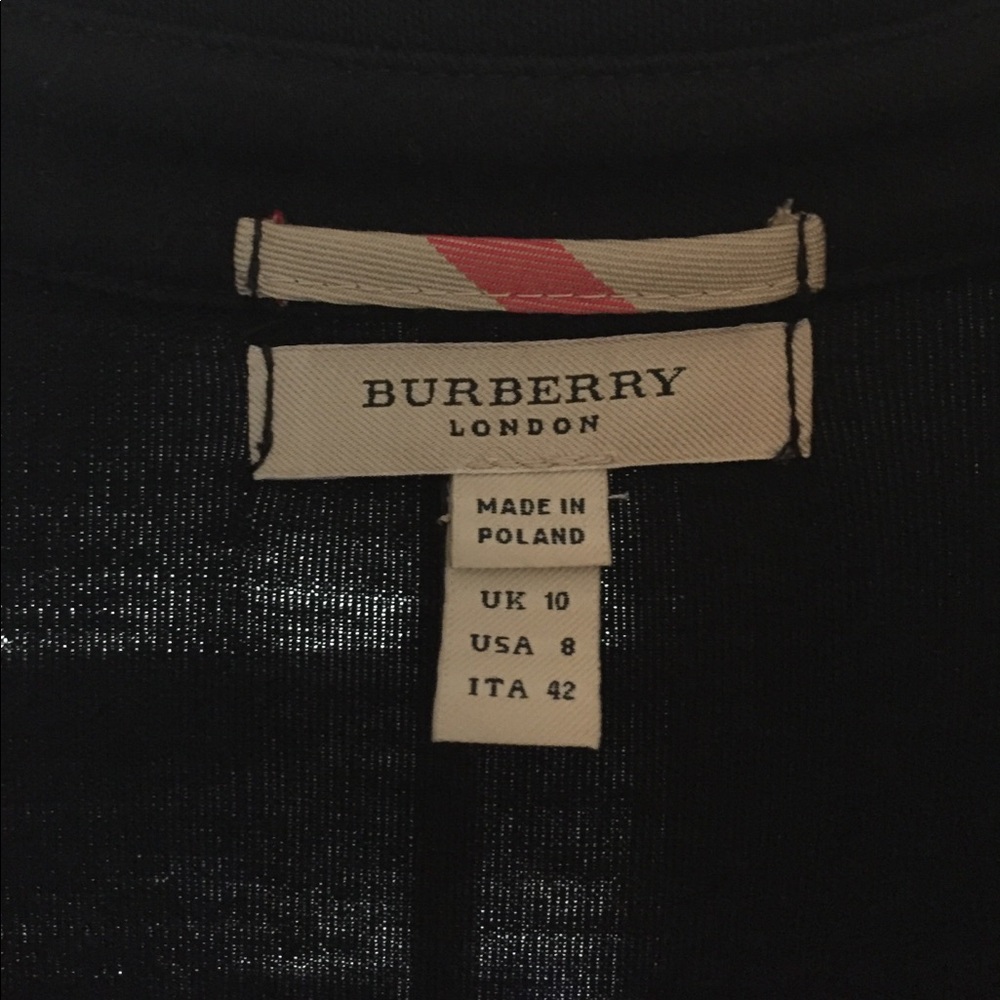 BURBERRY
LONDON
MADE IN
POLAND
UK 10
USA 8
ITA 42